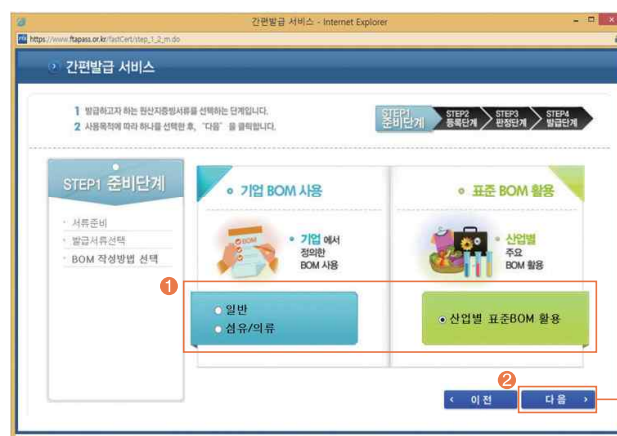 간편발급 서비스 - Internet Explorer
https://www.ftapass.or.kr/fastCert/step_1_2_m.do
간편발급 서비스
1 발급하고자 하는 원산지증빙서류를 선택하는 단계입니다.
2 사용목적에 따라 하나를 선택한 후, "다음" 을 클릭합니다.
STEP1 준비단계
STEP2 등록단계
STEP3 판정단계
STEP4 발급단계
STEP1 준비단계
· 서류준비
· 발급서류선택
· BOM 작성방법 선택
기업 BOM 사용
BOM
• 기업 에서
정의한
BOM 사용
표준 BOM 활용
• 산업별
주요
BOM 활용
1
일반
섬유/의류
산업별 표준BOM 활용
2
‹ 이전
다음 ›